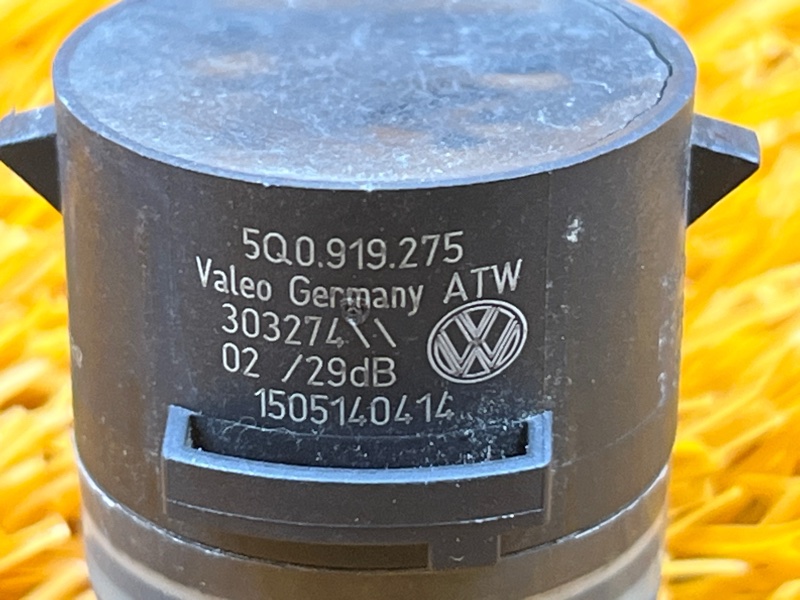 5Q0.919.275
Valeo Germany ATW
303274\\
02 /29dB
1505140414